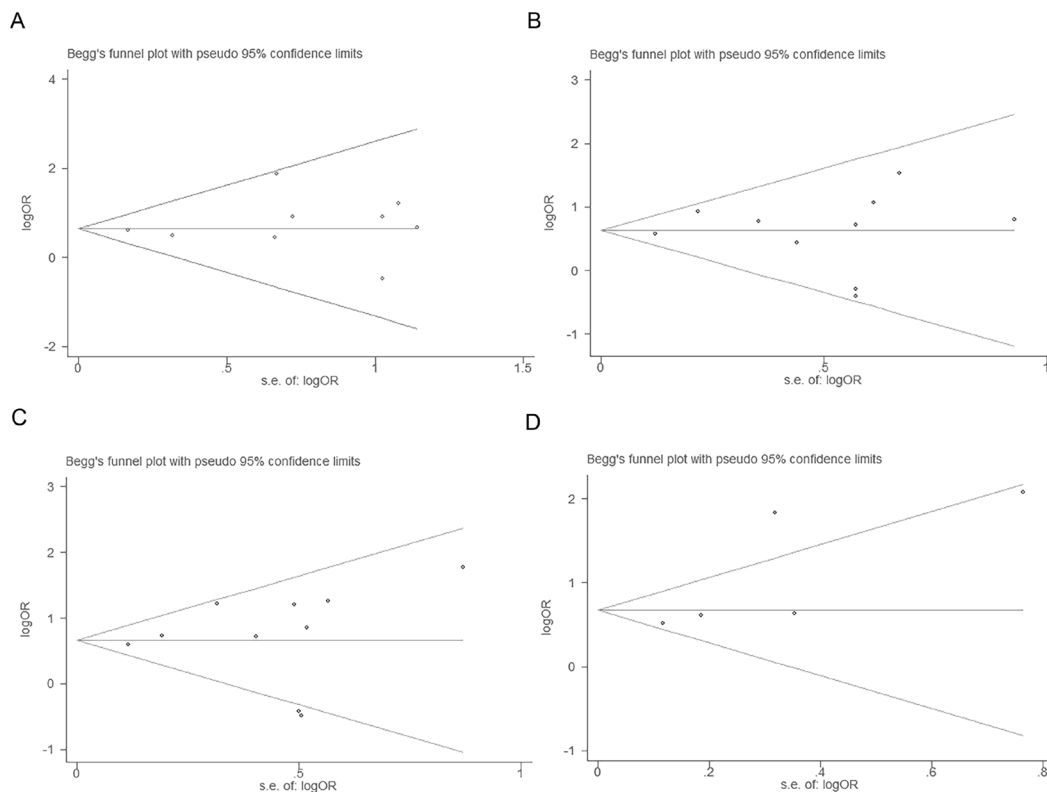 A
Begg's funnel plot with pseudo 95% confidence limits
4
2
0
-2
logOR
0
.5
1
1.5
s.e. of: logOR
B
Begg's funnel plot with pseudo 95% confidence limits
3
2
1
0
-1
logOR
0
.5
1
s.e. of: logOR
C
Begg's funnel plot with pseudo 95% confidence limits
3
2
1
0
-1
logOR
0
.5
1
s.e. of: logOR
D
Begg's funnel plot with pseudo 95% confidence limits
2
1
0
-1
logOR
0
.2
.4
.6
.8
s.e. of: logOR